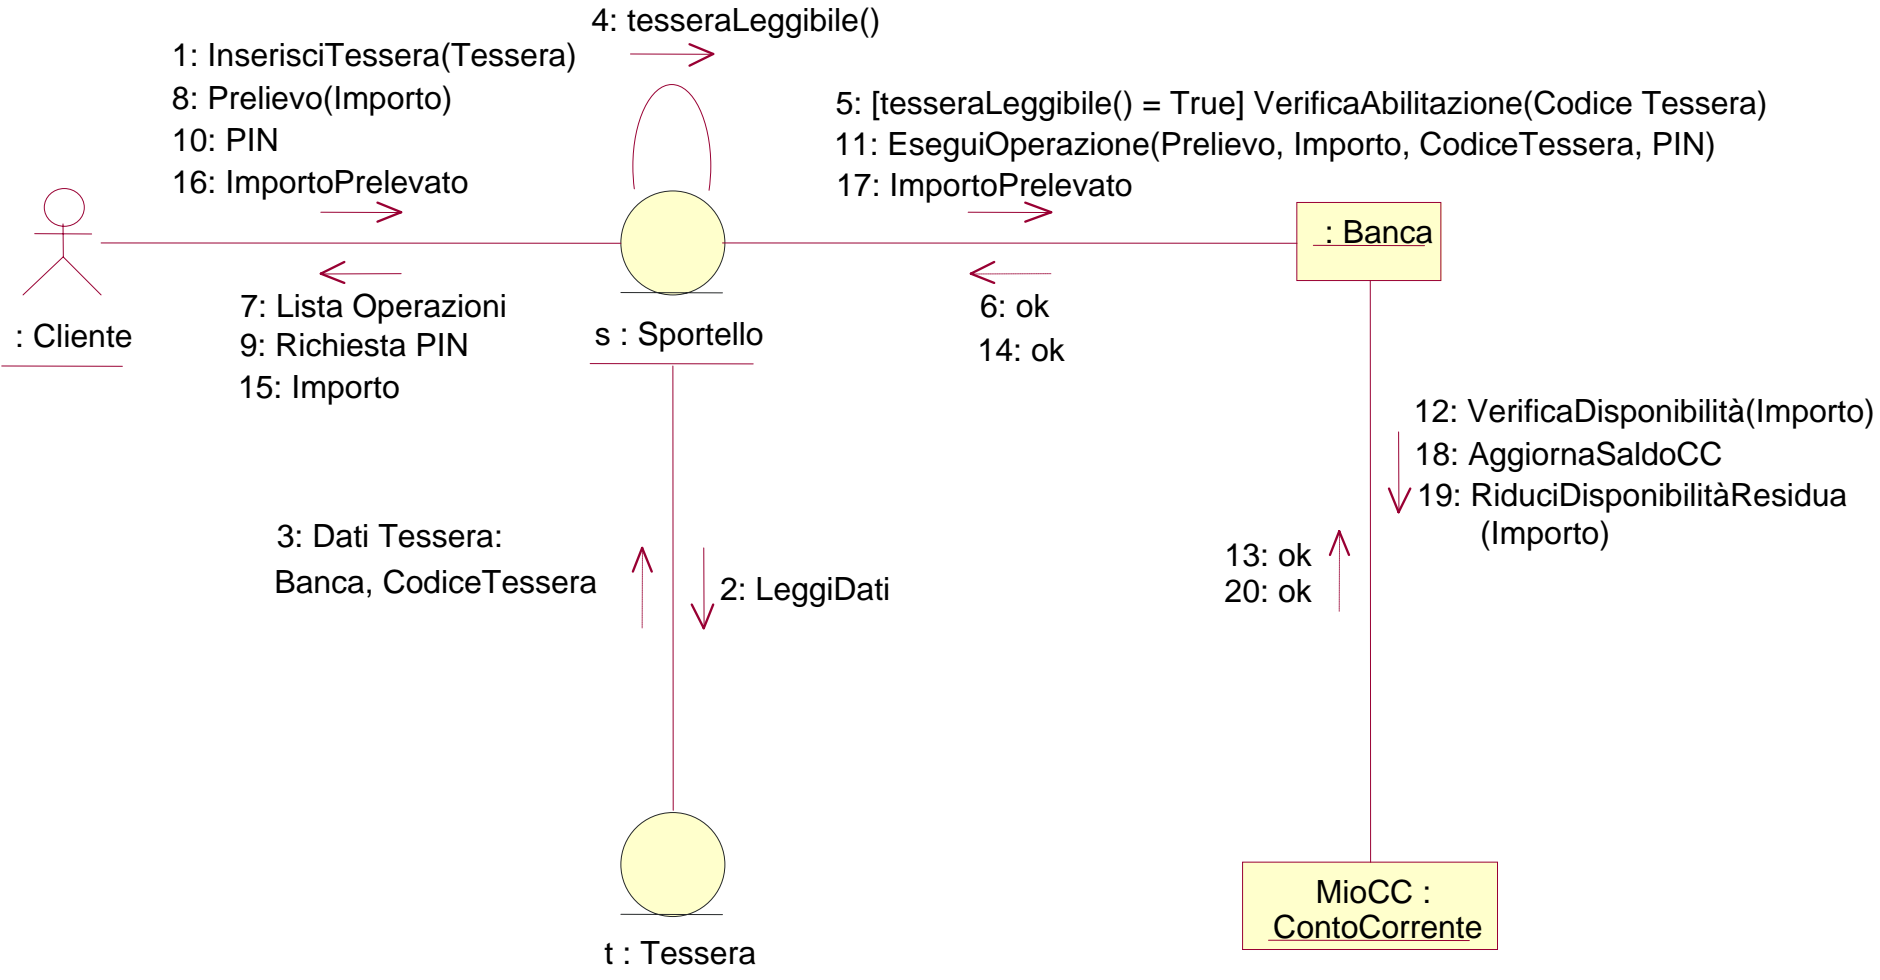 4: tesseraLeggibile()
1: InserisciTessera(Tessera)
8: Prelievo(Importo)
10: PIN
16: ImportoPrelevato
5: [tesseraLeggibile() = True] VerificaAbilitazione(Codice Tessera)
11: EseguiOperazione(Prelievo, Importo, CodiceTessera, PIN)
17: ImportoPrelevato
: Banca
7: Lista Operazioni
9: Richiesta PIN
15: Importo
: Cliente
s : Sportello
6: ok
14: ok
12: VerificaDisponibilità(Importo)
18: AggiornaSaldoCC
19: RiduciDisponibilitàResidua
(Importo)
3: Dati Tessera:
Banca, CodiceTessera
2: LeggiDati
13: ok
20: ok
t : Tessera
MioCC :
ContoCorrente